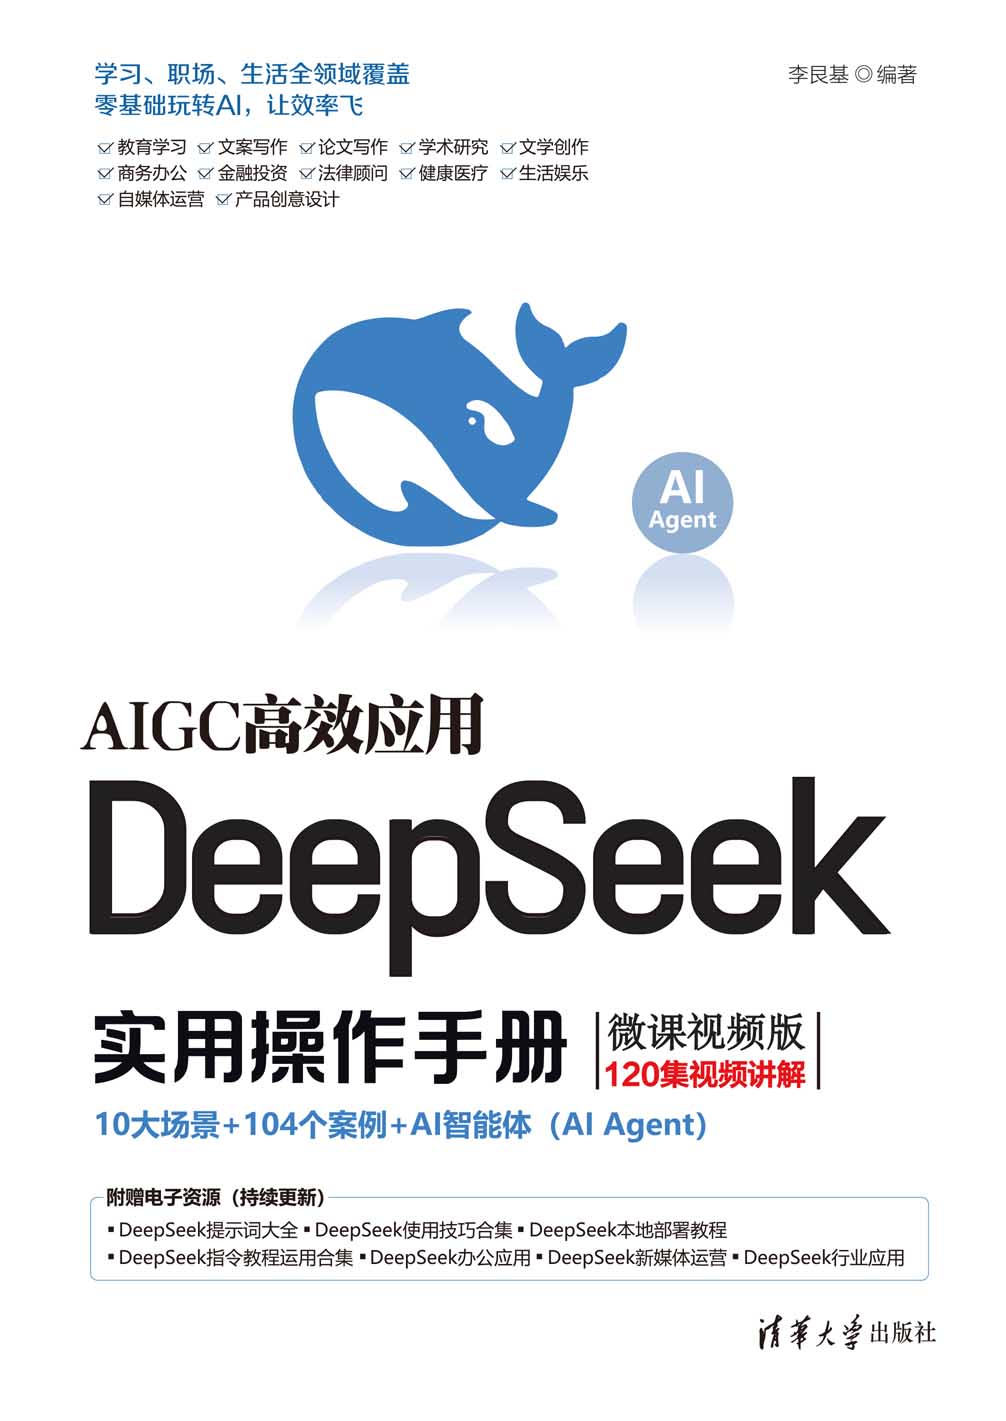 学习、职场、生活全领域覆盖
零基础玩转AI，让效率飞
李艮基 ◎ 编著
教育学习 文案写作 论文写作 学术研究 文学创作
商务办公 金融投资 法律顾问 健康医疗 生活娱乐
自媒体运营 产品创意设计
AI
Agent
AIGC高效应用
DeepSeek
实用操作手册
微课视频版
120集视频讲解
10大场景+104个案例+AI智能体（AI Agent）
附赠电子资源（持续更新）
▪ DeepSeek提示词大全 ▪ DeepSeek使用技巧合集 ▪ DeepSeek本地部署教程
▪ DeepSeek指令教程运用合集 ▪ DeepSeek办公应用 ▪ DeepSeek新媒体运营 ▪ DeepSeek行业应用
清华大学出版社